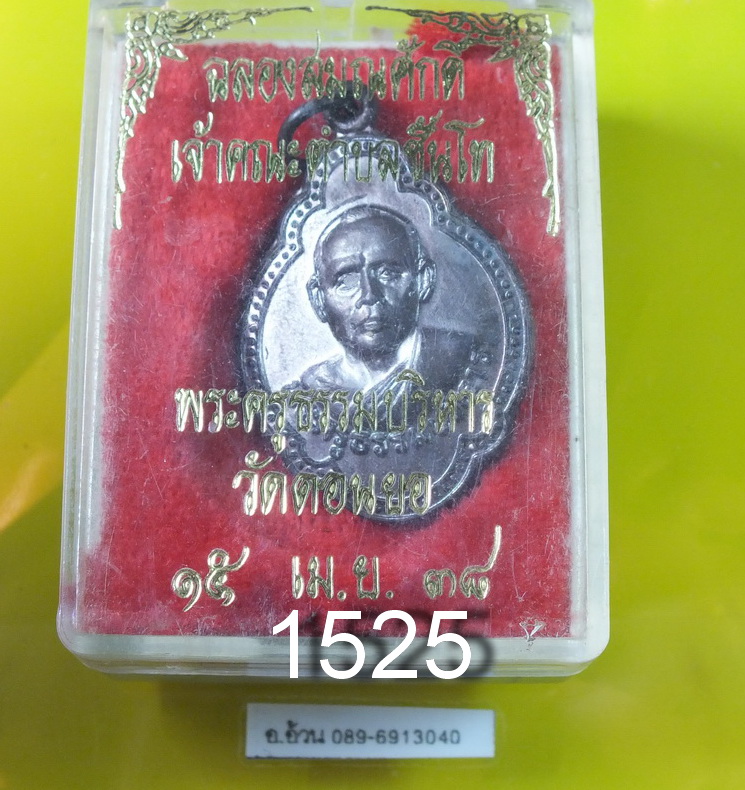 ฉลองสมณศักดิ์
เจ้าคณะตำบลชั้นโท
พระครูธรรมบริหาร
วัดดอนยอ
๑๕ เม.ย. ๓๘
1525
อ.อ้วน 089-6913040